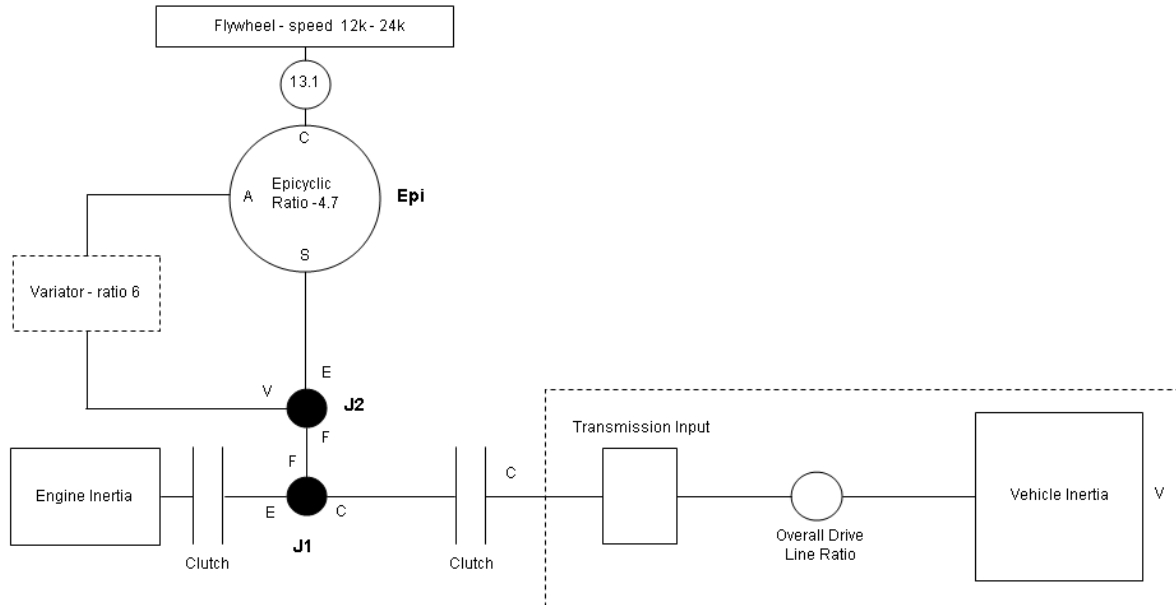 Flywheel - speed 12k - 24k
13.1
C
Epicyclic
Ratio -4.7
A
Epi
S
Variator - ratio 6
E
V
J2
F
Transmission Input
F
C
Engine Inertia
Vehicle Inertia
V
E
C
J1
Overall Drive
Line Ratio
Clutch
Clutch